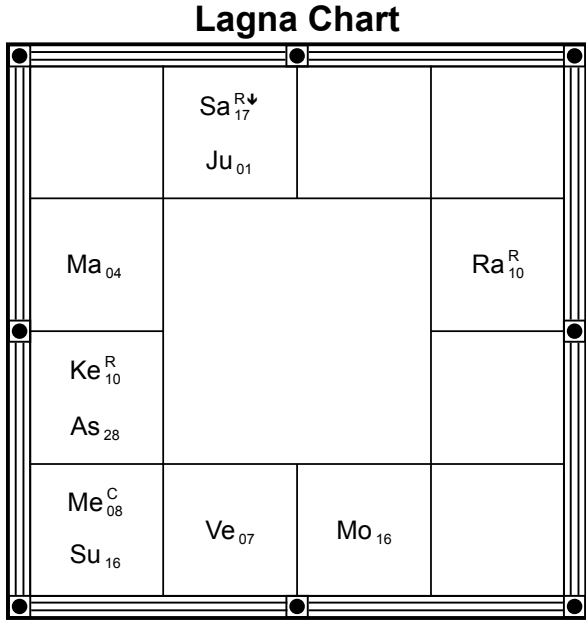 Lagna Chart
Sa R↓ 17
Ju 01
Ma 04
Ra R 10
Ke R 10
As 28
Me C 08
Su 16
Ve 07
Mo 16